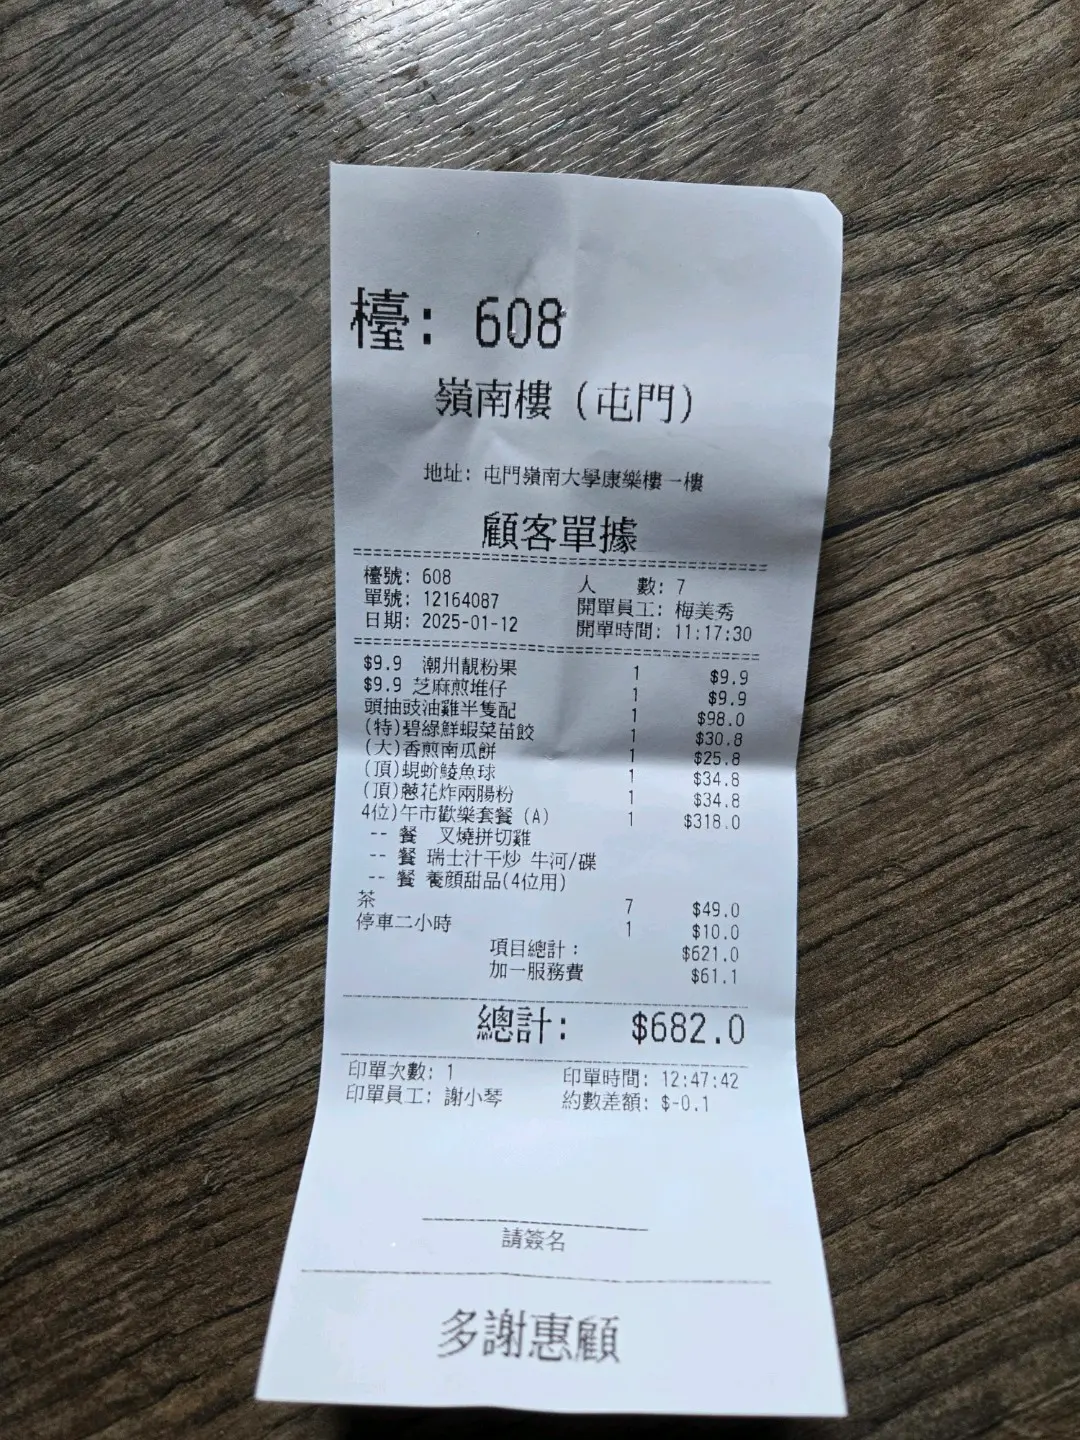 檯: 608
嶺南樓 (屯門)
地址: 屯門嶺南大學康樂樓一樓
顧客單據
檯號: 608 人 數: 7
單號: 12164087 開單員工: 梅美秀
日期: 2025-01-12 開單時間: 11:17:30
$9.9 潮州靚粉果 1 $9.9
$9.9 芝麻煎堆仔 1 $9.9
頭抽豉油雞半隻配 1 $98.0
(特)碧綠鮮蝦菜苗餃 1 $30.8
(大)香煎南瓜餅 1 $25.8
(頂)蜆蚧鯪魚球 1 $34.8
(頂)蔥花炸兩腸粉 1 $34.8
4位)午市歡樂套餐 (A) 1 $318.0
-- 餐 叉燒拼切雞
-- 餐 瑞士汁干炒 牛河/碟
-- 餐 養顏甜品(4位用)
茶 7 $49.0
停車二小時 1 $10.0
項目總計: $621.0
加一服務費 $61.1
總計: $682.0
印單次數: 1 印單時間: 12:47:42
印單員工: 謝小琴 約數差額: $-0.1
請簽名
多謝惠顧